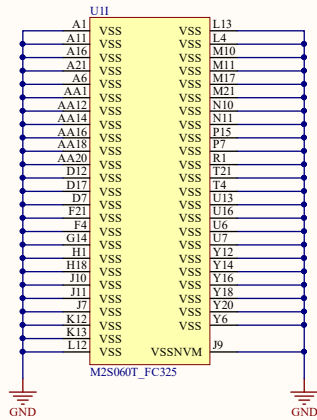 U1I
A1 VSS VSS L13
A11 VSS VSS L4
A16 VSS VSS M10
A21 VSS VSS M11
A6 VSS VSS M17
AA1 VSS VSS M21
AA12 VSS VSS N10
AA14 VSS VSS N11
AA16 VSS VSS P15
AA18 VSS VSS P7
AA20 VSS VSS R1
D12 VSS VSS T21
D17 VSS VSS T4
D7 VSS VSS U13
F21 VSS VSS U16
F4 VSS VSS U6
G14 VSS VSS U7
H1 VSS VSS Y12
H18 VSS VSS Y14
J10 VSS VSS Y16
J11 VSS VSS Y18
J7 VSS VSS Y20
K12 VSS VSS Y6
K13 VSS
L12 VSS VSSNVM J9
M2S060T_FC325
GND GND